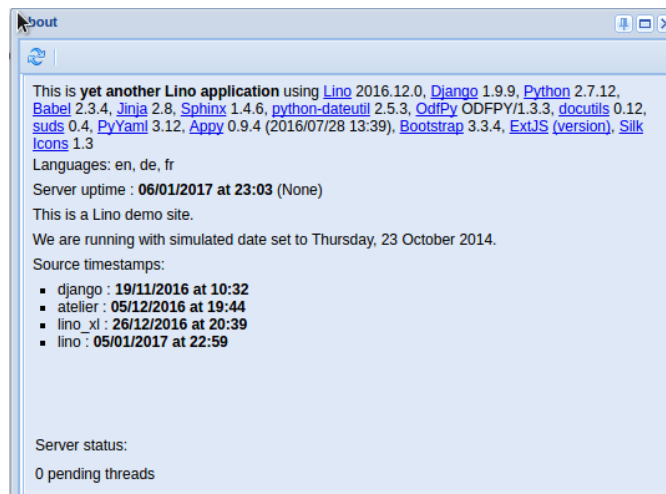 bout
This is yet another Lino application using Lino 2016.12.0, Django 1.9.9, Python 2.7.12,
Babel 2.3.4, Jinja 2.8, Sphinx 1.4.6, python-dateutil 2.5.3, OdfPy ODFPY/1.3.3, docutils 0.12,
suds 0.4, PyYaml 3.12, Appy 0.9.4 (2016/07/28 13:39), Bootstrap 3.3.4, ExtJS (version), Silk
Icons 1.3
Languages: en, de, fr
Server uptime : 06/01/2017 at 23:03 (None)
This is a Lino demo site.
We are running with simulated date set to Thursday, 23 October 2014.
Source timestamps:
django : 19/11/2016 at 10:32
atelier : 05/12/2016 at 19:44
lino_xl : 26/12/2016 at 20:39
lino : 05/01/2017 at 22:59
Server status:
0 pending threads